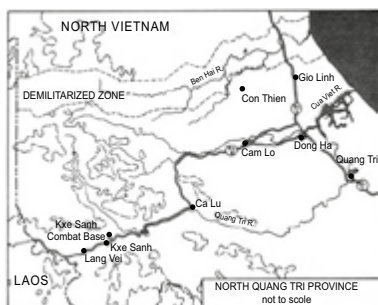 NORTH VIETNAM
Ben Hai R.
Gio Linh
DEMILITARIZED ZONE
Con Thien
Cua Viet R.
Cam Lo
Dong Ha
Quang Tri
Ca Lu
Quang Tri R.
Kxe Sanh
Combat Base
Kxe Sanh
Lang Vei
LAOS
NORTH QUANG TRI PROVINCE
not to scole